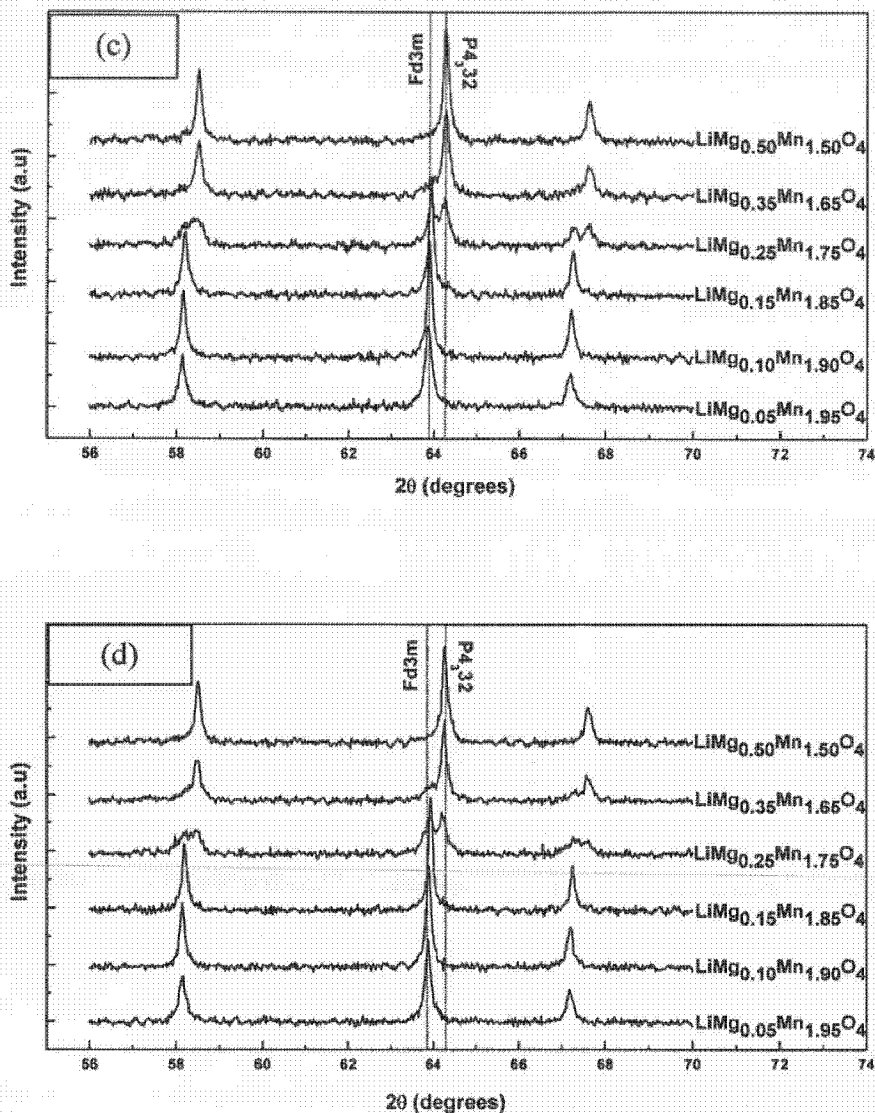 (c)
Fd3m
P4₃32
LiMg0.50Mn1.50O4
LiMg0.35Mn1.65O4
LiMg0.25Mn1.75O4
LiMg0.15Mn1.85O4
LiMg0.10Mn1.90O4
LiMg0.05Mn1.95O4
Intensity (a.u)
56 58 60 62 64 66 68 70 72 74
2θ (degrees)
(d)
Fd3m
P4₃32
LiMg0.50Mn1.50O4
LiMg0.35Mn1.65O4
LiMg0.25Mn1.75O4
LiMg0.15Mn1.85O4
LiMg0.10Mn1.90O4
LiMg0.05Mn1.95O4
Intensity (a.u)
56 58 60 62 64 66 68 70 72 74
2θ (degrees)